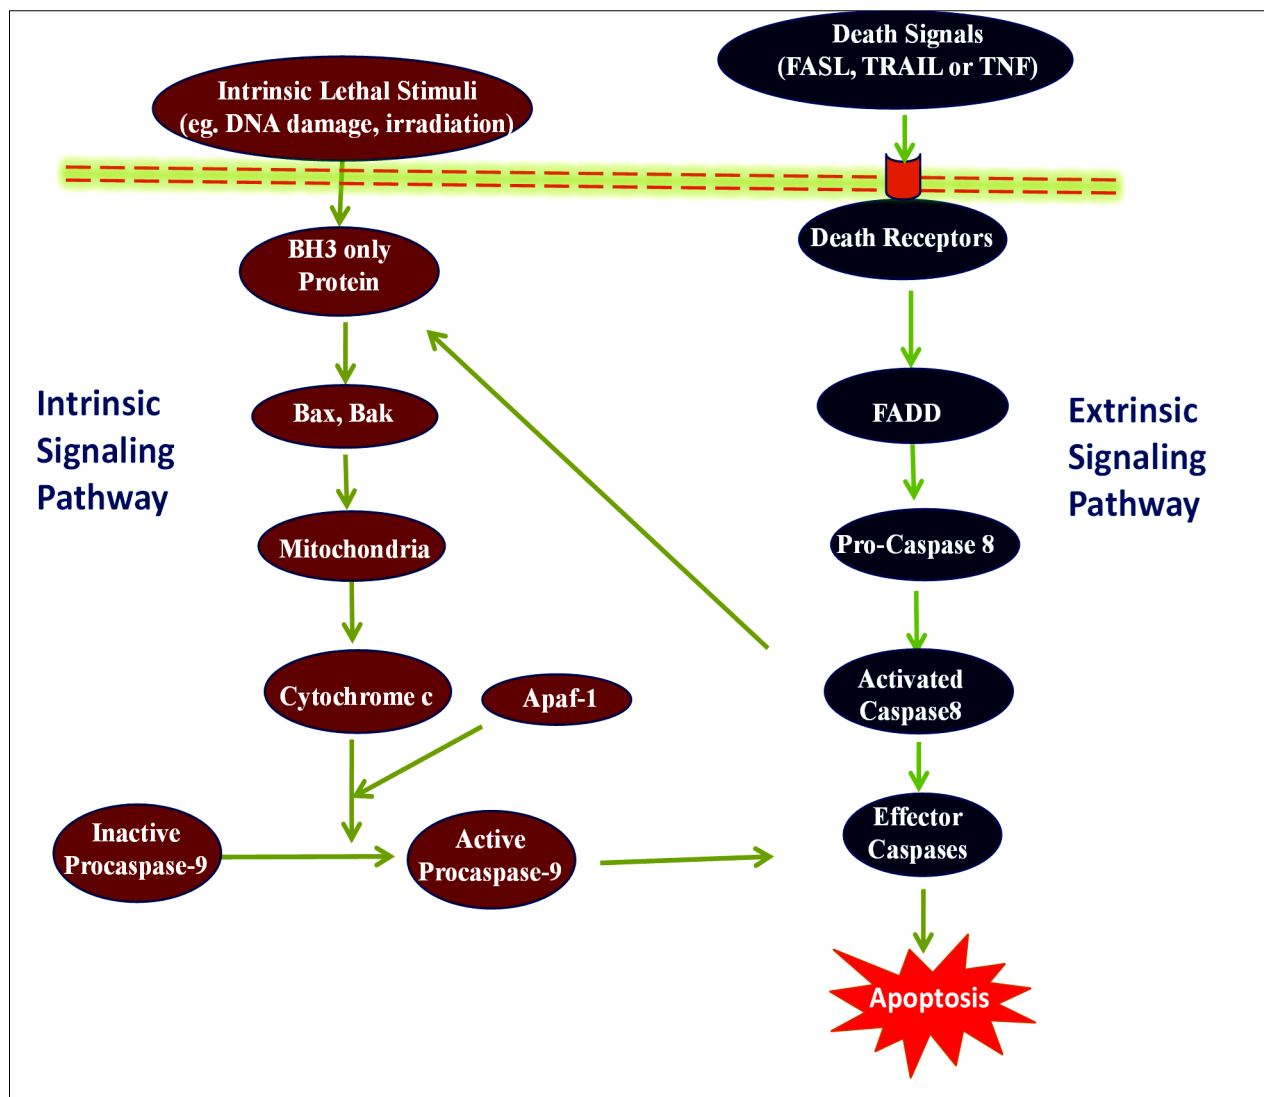 Death Signals
(FASL, TRAIL or TNF)
Intrinsic Lethal Stimuli
(eg. DNA damage, irradiation)
Death Receptors
BH3 only
Protein
Intrinsic
Signaling
Pathway
Bax, Bak
FADD
Extrinsic
Signaling
Pathway
Mitochondria
Pro-Caspase 8
Cytochrome c
Apaf-1
Activated
Caspase8
Inactive
Procaspase-9
Active
Procaspase-9
Effector
Caspases
Apoptosis